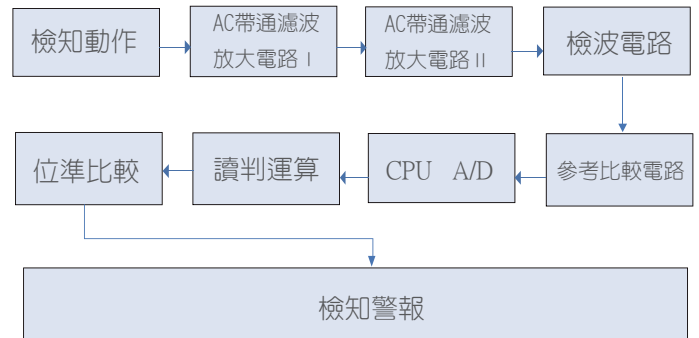 檢知動作
AC帶通濾波
放大電路 I
AC帶通濾波
放大電路 II
檢波電路
位準比較
讀判運算
CPU A/D
參考比較電路
檢知警報